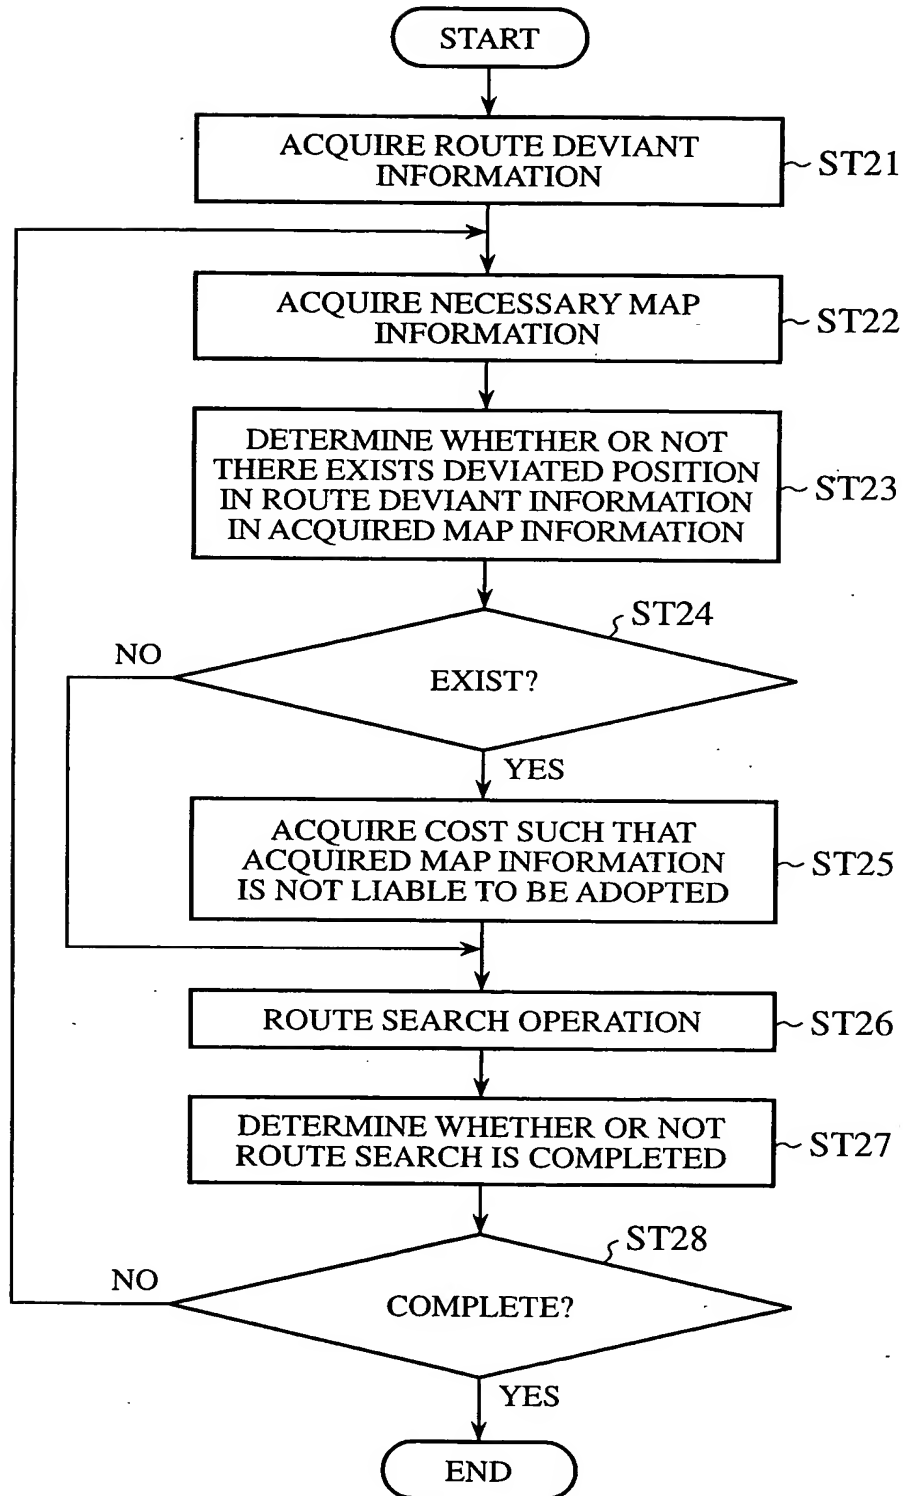 START
ACQUIRE ROUTE DEVIANT
INFORMATION
ST21
ACQUIRE NECESSARY MAP
INFORMATION
ST22
DETERMINE WHETHER OR NOT
THERE EXISTS DEVIATED POSITION
IN ROUTE DEVIANT INFORMATION
IN ACQUIRED MAP INFORMATION
ST23
ST24
NO
EXIST?
YES
ACQUIRE COST SUCH THAT
ACQUIRED MAP INFORMATION
IS NOT LIABLE TO BE ADOPTED
ST25
ROUTE SEARCH OPERATION
ST26
DETERMINE WHETHER OR NOT
ROUTE SEARCH IS COMPLETED
ST27
ST28
NO
COMPLETE?
YES
END